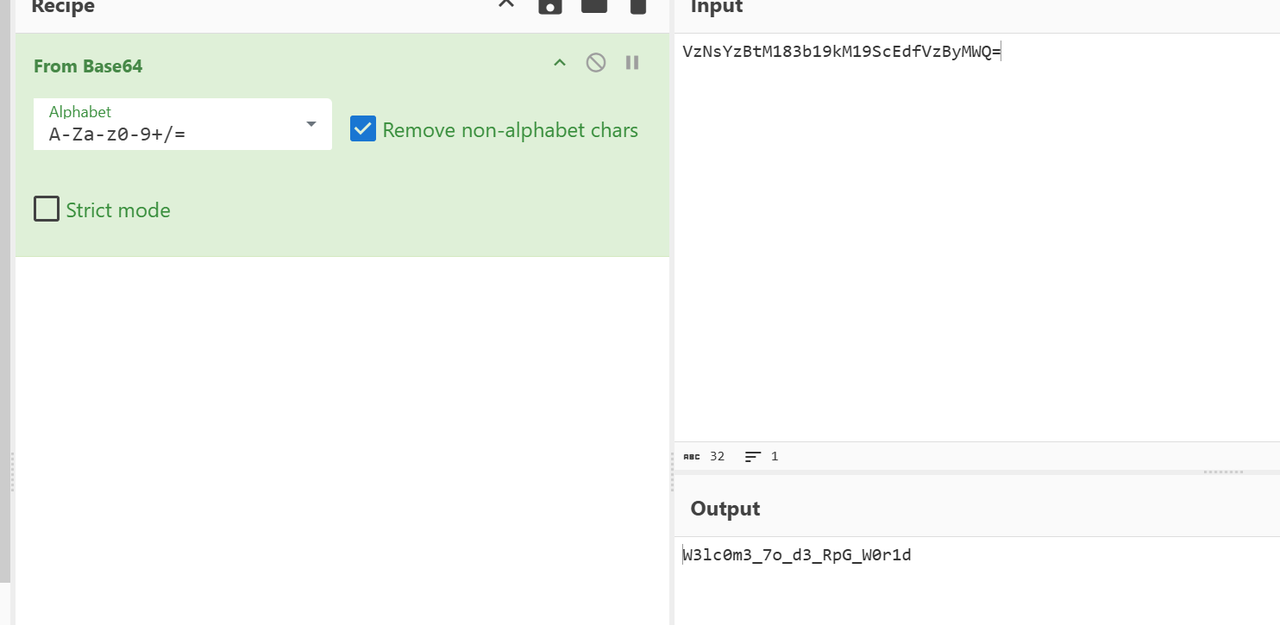 Recipe
From Base64
Alphabet
A-Za-z0-9+/=
Remove non-alphabet chars
Strict mode
Input
VzNsYzBtM183b19kM19ScEdfVzByMWQ=
ABC 32 1
Output
W3lc0m3_7o_d3_RpG_W0r1d